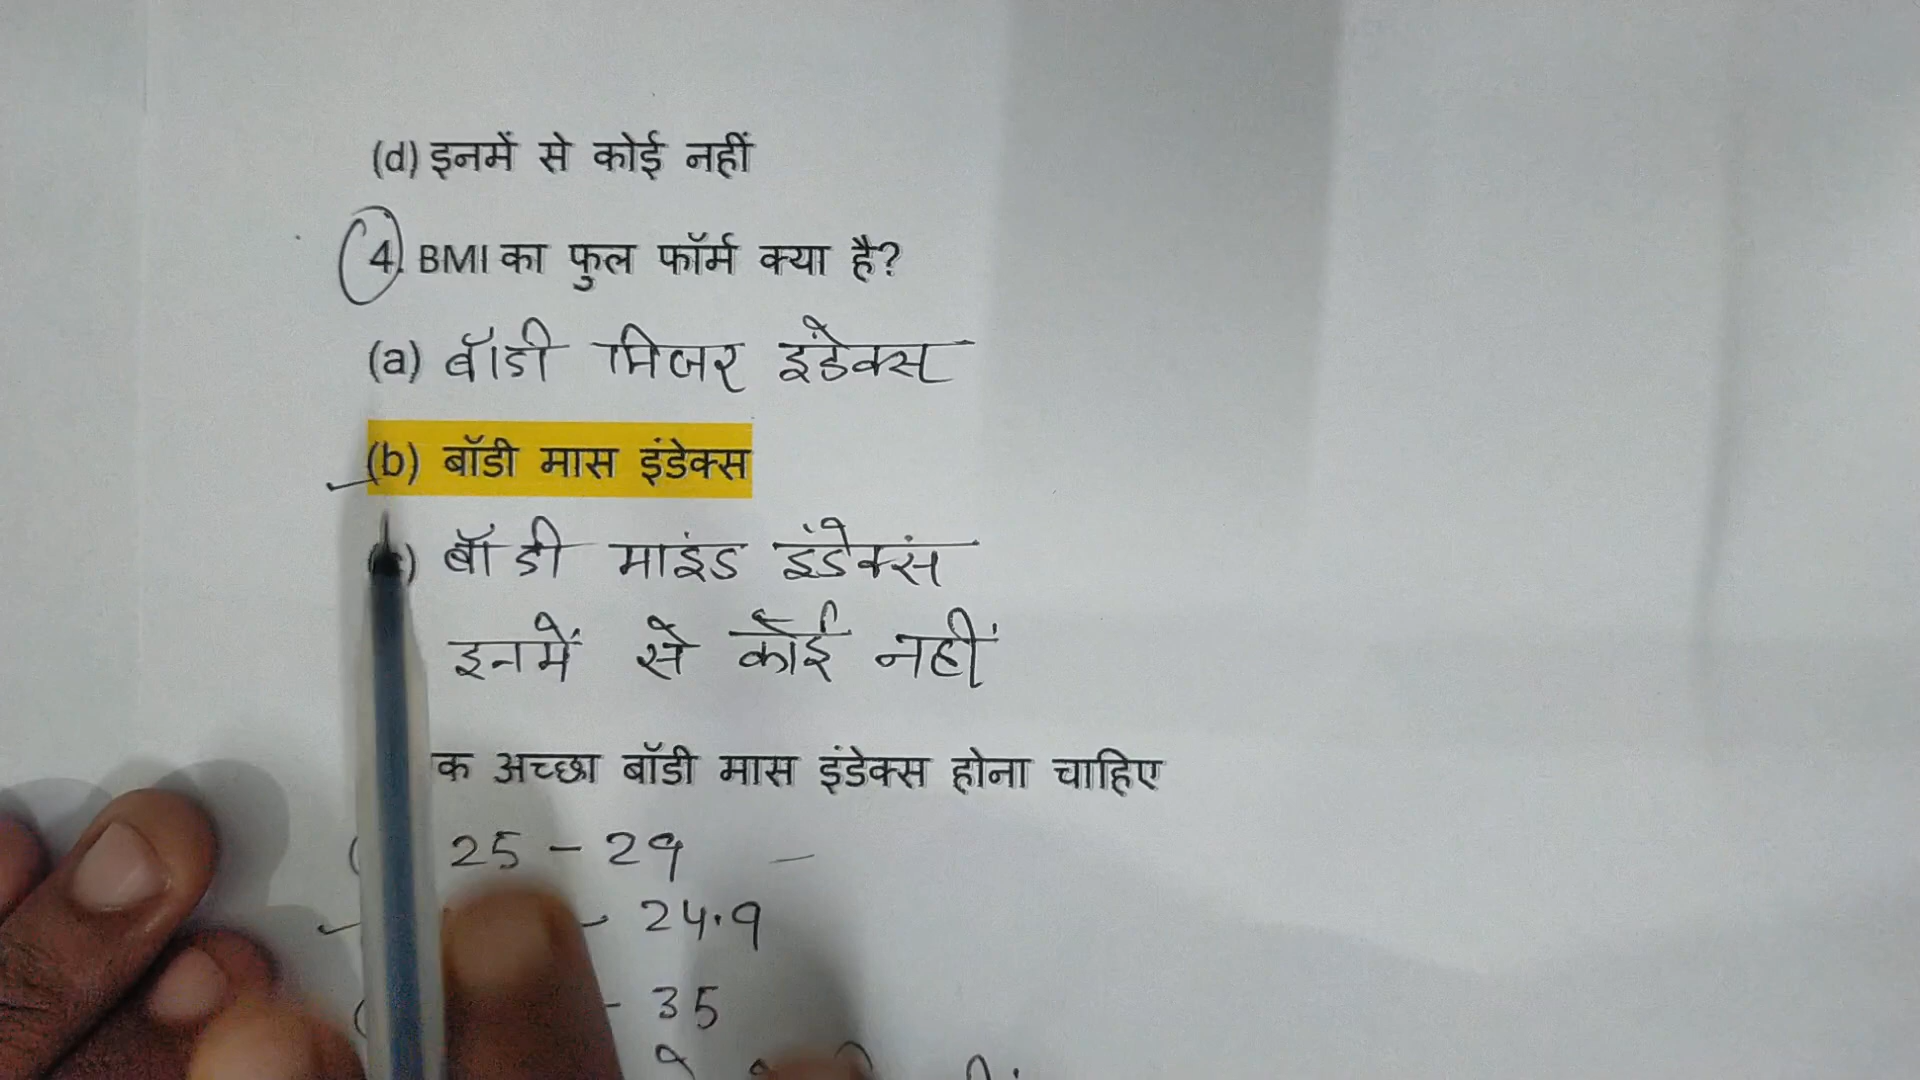 (d) इनमें से कोई नहीं
4. BMI का फुल फॉर्म क्या है?
(a) बॉडी मिजर इंडेक्स
(b) बॉडी मास इंडेक्स
बॉडी माइंड इंडेक्स
इनमें से कोई नहीं
अच्छा बॉडी मास इंडेक्स होना चाहिए
25 - 29
- 24.9
- 35